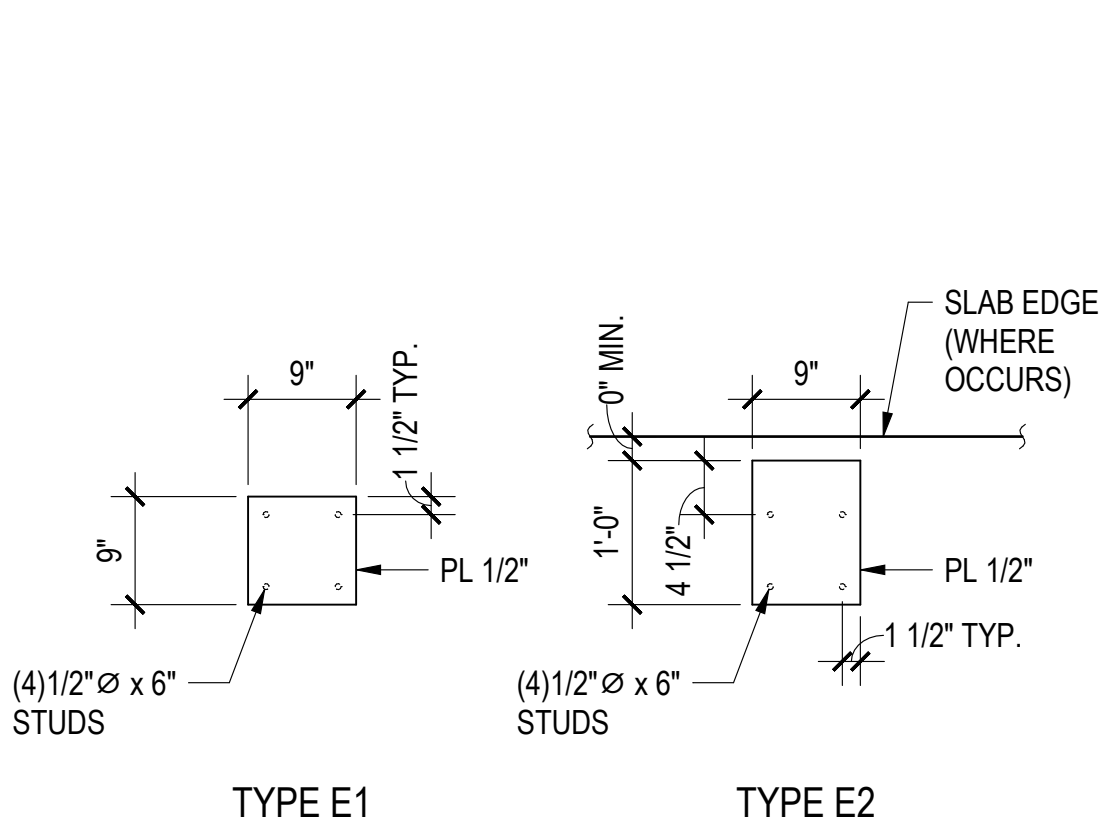 9"
1 1/2" TYP.
9"
PL 1/2"
(4)1/2"Ø x 6"
STUDS
TYPE E1
SLAB EDGE
(WHERE
OCCURS)
0" MIN.
9"
1'-0"
4 1/2"
PL 1/2"
1 1/2" TYP.
(4)1/2"Ø x 6"
STUDS
TYPE E2